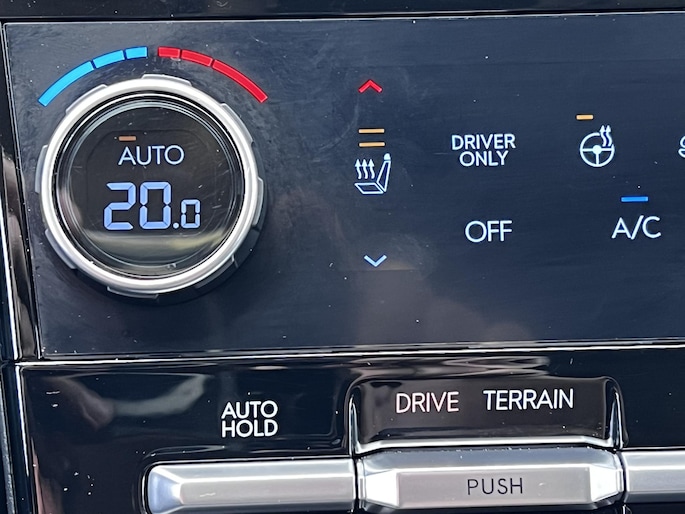 AUTO
20.0
DRIVER
ONLY
OFF
A/C
AUTO
HOLD
DRIVE TERRAIN
PUSH